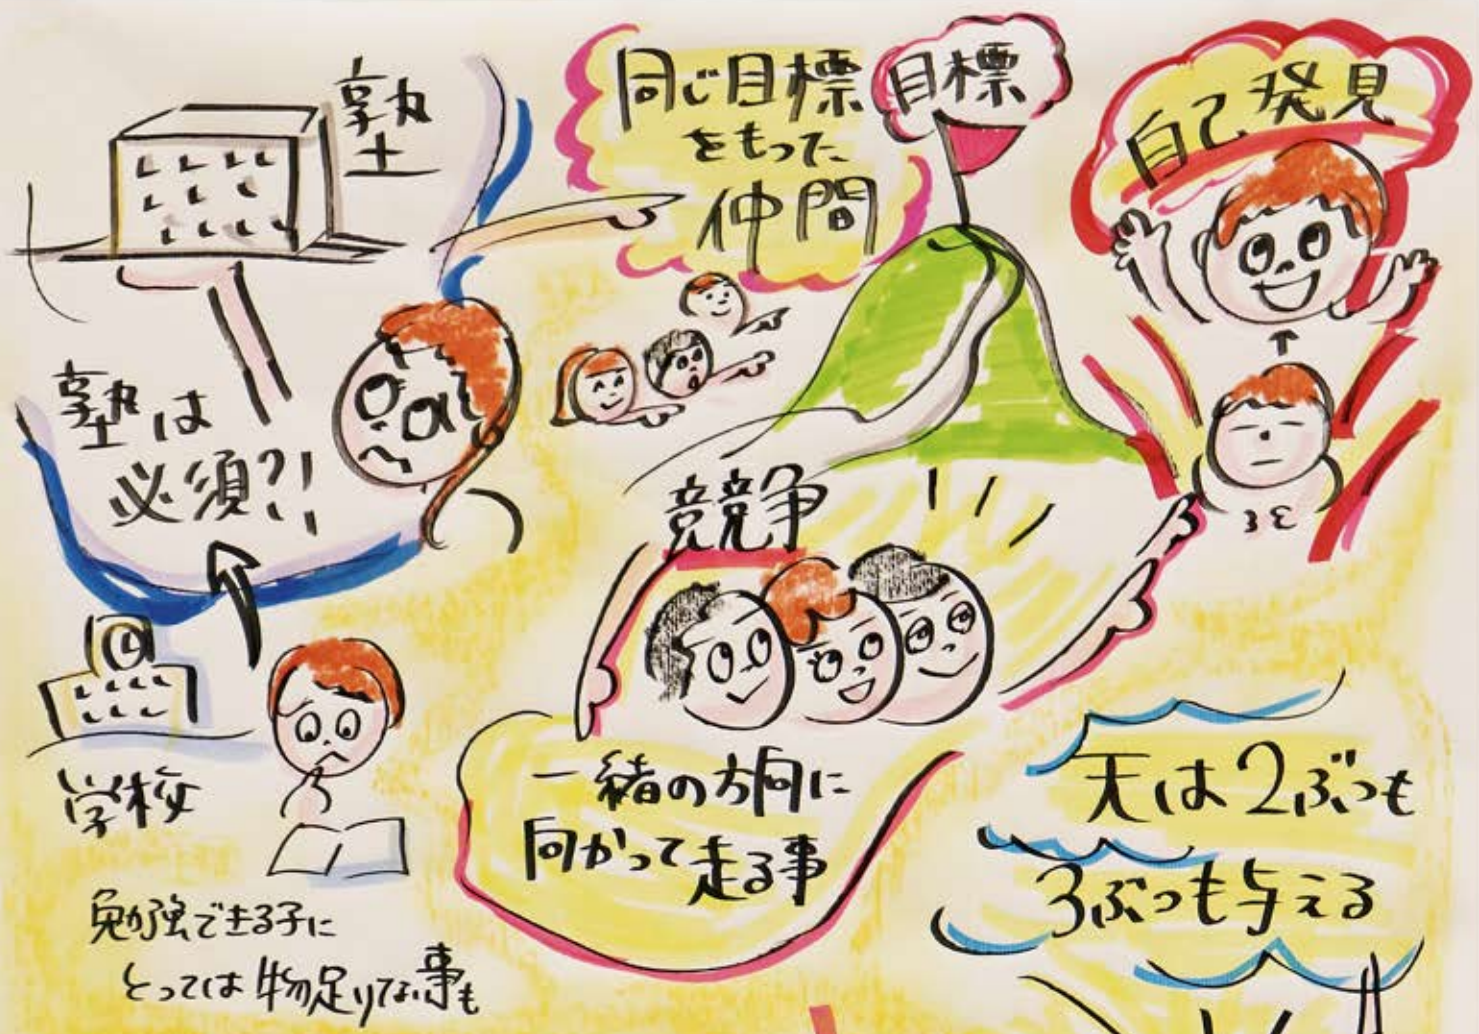 塾
塾は
必須?!
学校
勉強できる子に
とっては物足りない事も
同じ目標
をもった
仲間
目標
自己発見
競争
一緒の方向に
向かって走る事
天は2ぶつも
3ぶつも与える